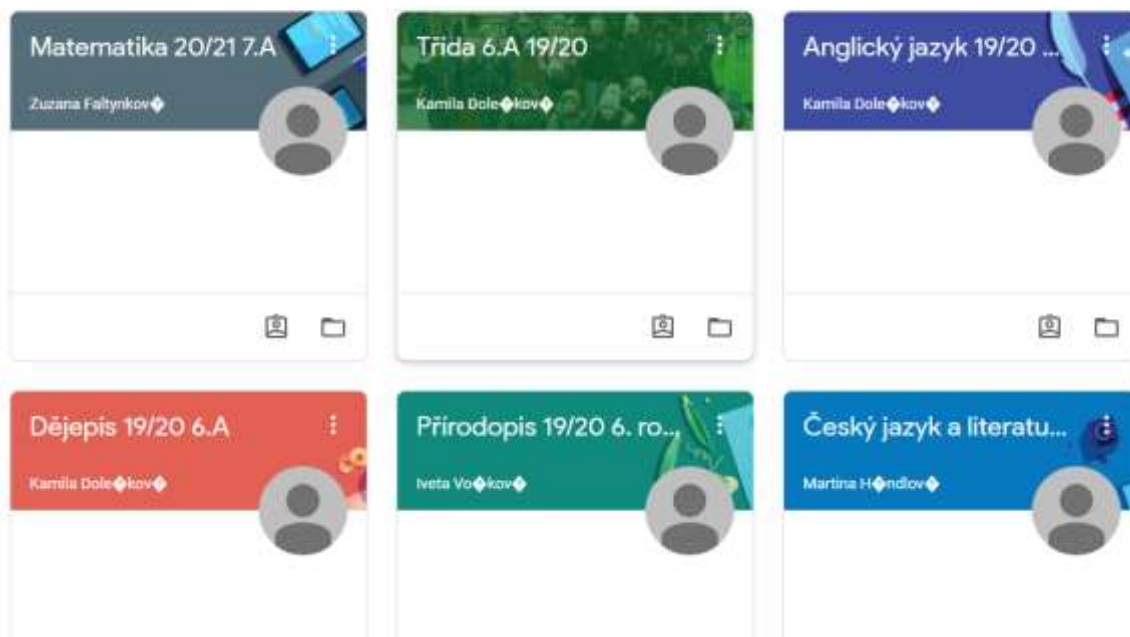 Matematika 20/21 7.A
Zuzana Faltynkov�
Třída 6.A 19/20
Kamila Dole�kov�
Anglický jazyk 19/20 ...
Kamila Dole�kov�
Dějepis 19/20 6.A
Kamila Dole�kov�
Přírodopis 19/20 6. ro...
Iveta Vo�kov�
Český jazyk a literatu...
Martina H�ndlov�